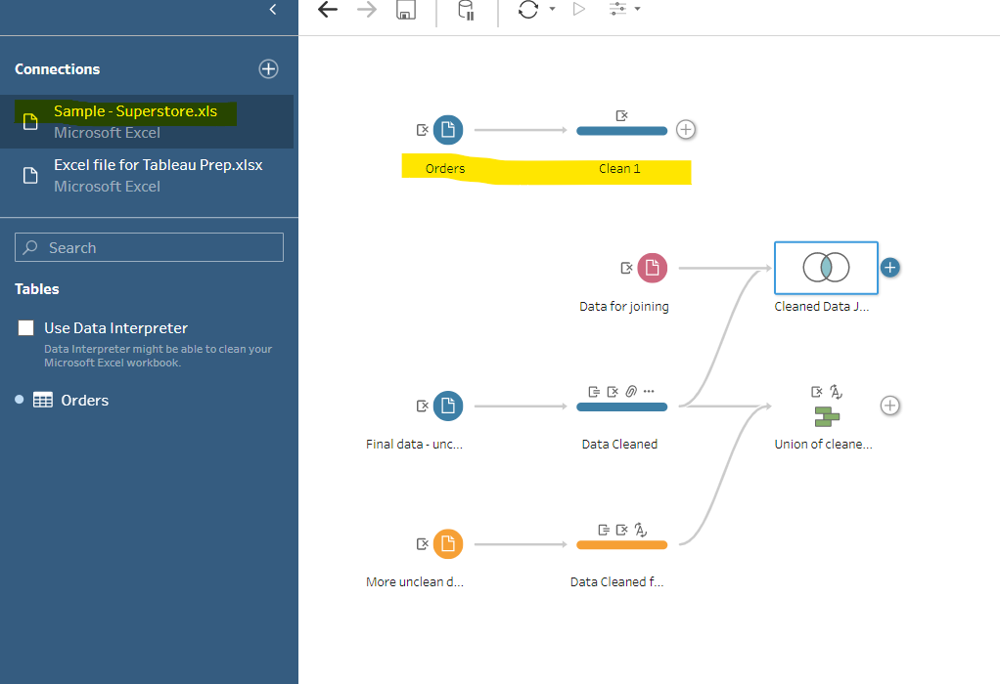 Connections
Sample - Superstore.xls
Microsoft Excel
Excel file for Tableau Prep.xlsx
Microsoft Excel
Search
Tables
Use Data Interpreter
Data Interpreter might be able to clean your
Microsoft Excel workbook.
Orders
Orders
Clean 1
Data for joining
Cleaned Data J...
Final data - unc...
Data Cleaned
Union of cleane...
More unclean d...
Data Cleaned f...